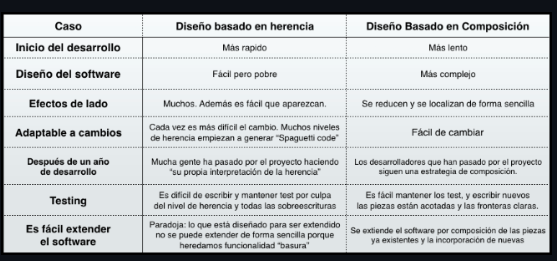 Caso
Diseño basado en herencia
Diseño Basado en Composición
Inicio del desarrollo
Más rapido
Más lento
Diseño del software
Fácil pero pobre
Más complejo
Efectos de lado
Muchos. Además es fácil que aparezcan.
Se reducen y se localizan de forma sencilla
Adaptable a cambios
Cada vez es más difícil el cambio. Muchos niveles
de herencia empiezan a generar “Spaguetti code”
Fácil de cambiar
Después de un año
de desarrollo
Mucha gente ha pasado por el proyecto haciendo
“su propia interpretación de la herencia”
Los desarrolladores que han pasado por el proyecto
siguen una estrategia de composición.
Testing
Es difícil de escribir y mantener test por culpa
del nivel de herencia y todas las sobreescrituras
Es fácil mantener los test, y escribir nuevos
las piezas están acotadas y las fronteras claras.
Es fácil extender
el software
Paradoja: lo que está diseñado para ser extendido
no se puede extender de forma sencilla porque
heredamos funcionalidad “basura”
Se extiende el software por composición de las piezas
ya existentes y la incorporación de nuevas